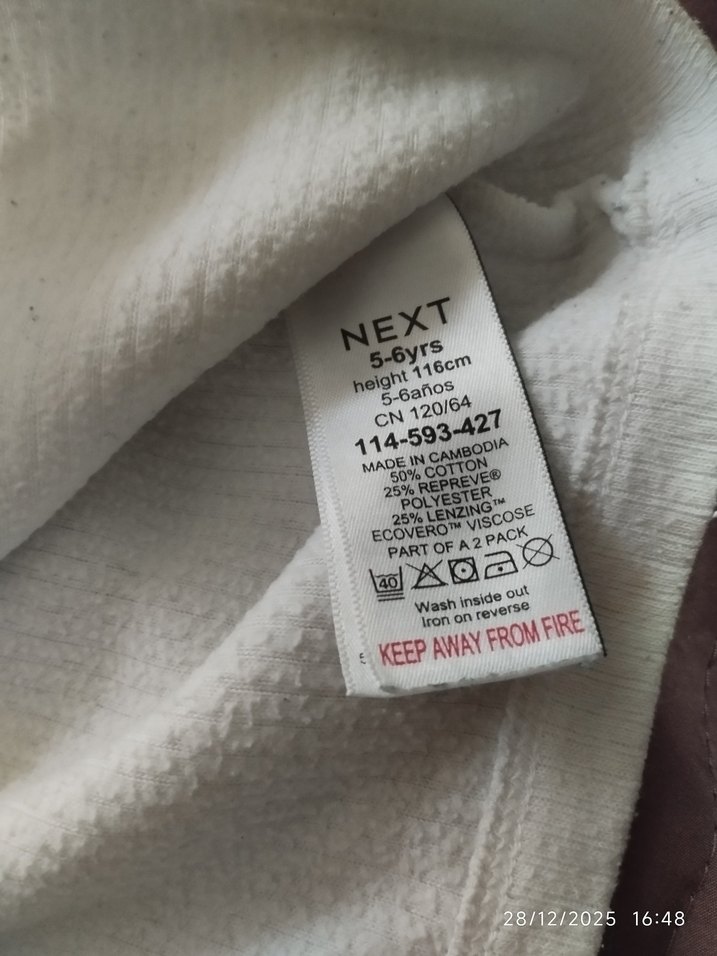 NEXT
5-6yrs
height 116cm
5-6años
CN 120/64
114-593-427
MADE IN CAMBODIA
50% COTTON
25% REPREVE®
POLYESTER
25% LENZING™
ECOVERO™ VISCOSE
PART OF A 2 PACK
40
Wash inside out
Iron on reverse
KEEP AWAY FROM FIRE
28/12/2025 16:48